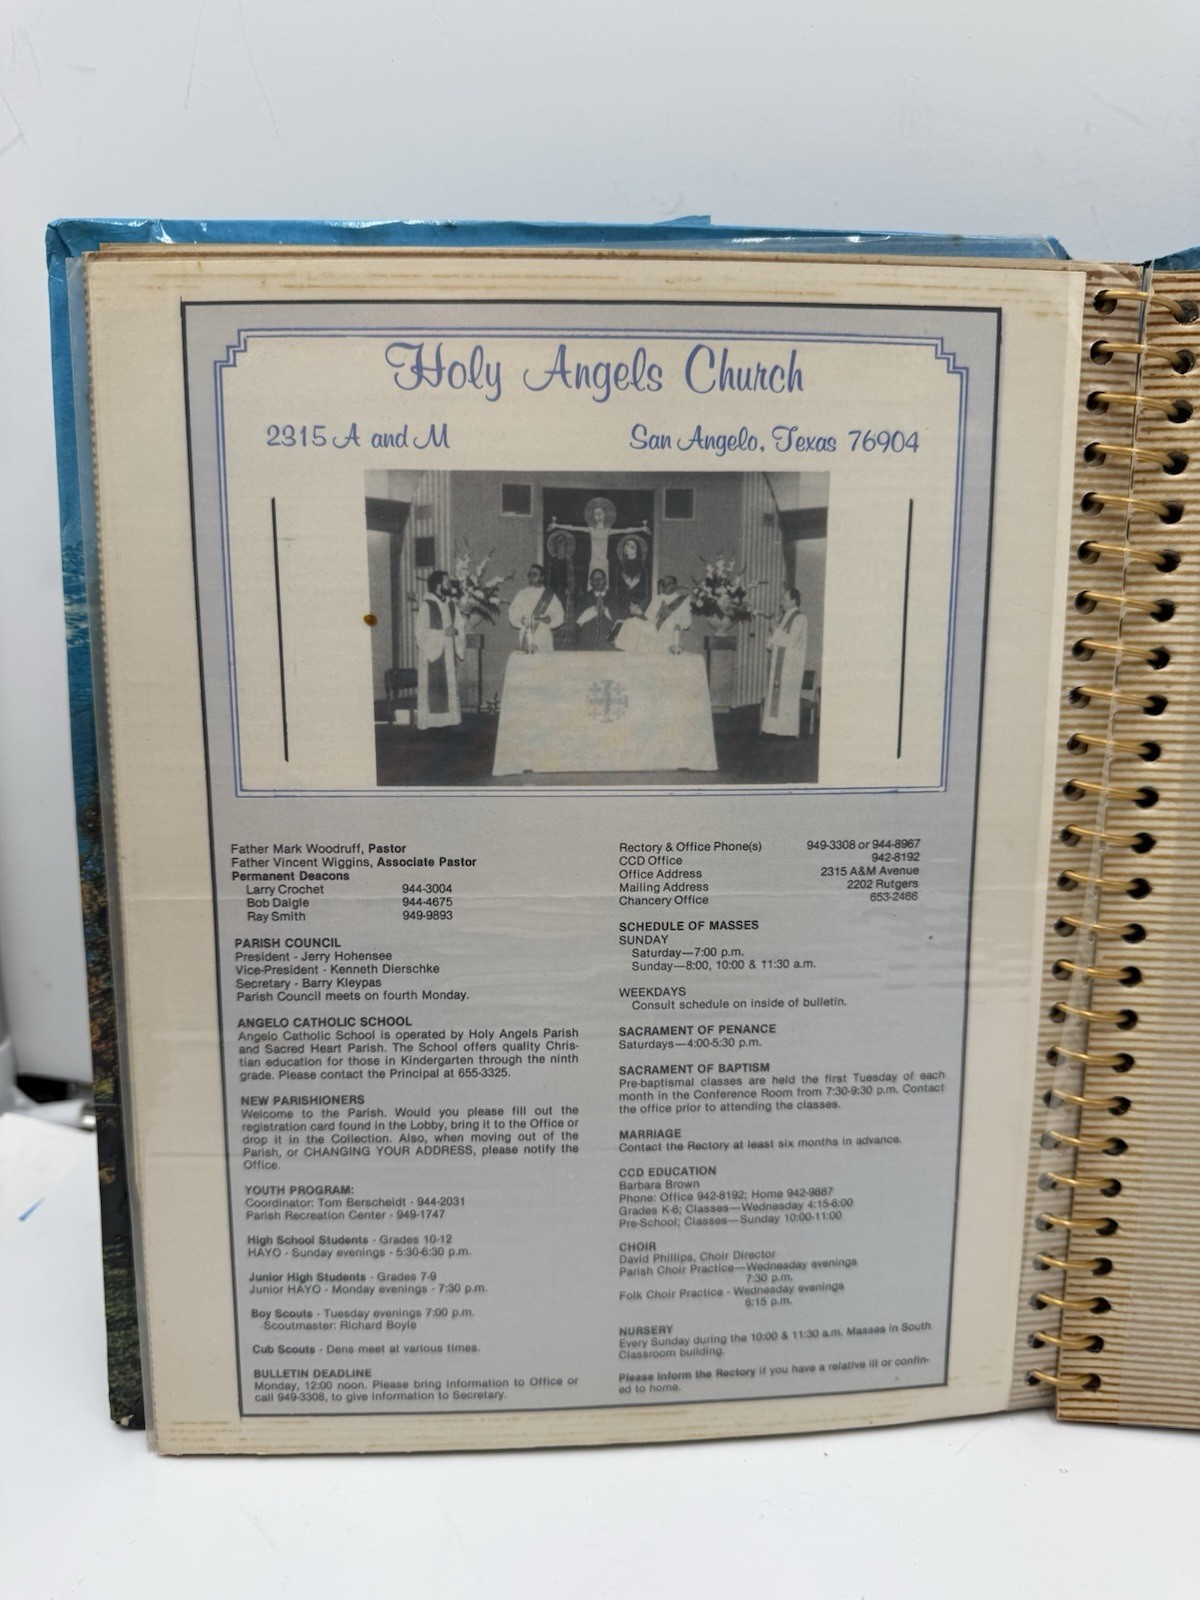 Holy Angels Church
2315 A and M
San Angelo, Texas 76904
Father Mark Woodruff, Pastor
Father Vincent Wiggins, Associate Pastor
Permanent Deacons
Larry Crochet 944-3004
Bob Daigle 944-4675
Ray Smith 949-9893
PARISH COUNCIL
President - Jerry Hohensee
Vice-President - Kenneth Dierschke
Secretary - Barry Kleypas
Parish Council meets on fourth Monday.
ANGELO CATHOLIC SCHOOL
Angelo Catholic School is operated by Holy Angels Parish
and Sacred Heart Parish. The School offers quality Chris-
tian education for those in Kindergarten through the ninth
grade. Please contact the Principal at 655-3325.
NEW PARISHIONERS
Welcome to the Parish. Would you please fill out the
registration card found in the Lobby, bring it to the Office or
drop it in the Collection. Also, when moving out of the
Parish, or CHANGING YOUR ADDRESS, please notify the
Office.
YOUTH PROGRAM:
Coordinator: Tom Berscheidt - 944-2031
Parish Recreation Center - 949-1747
High School Students - Grades 10-12
HAYO - Sunday evenings - 5:30-6:30 p.m.
Junior High Students - Grades 7-9
Junior HAYO - Monday evenings - 7:30 p.m.
Boy Scouts - Tuesday evenings 7:00 p.m.
Scoutmaster: Richard Boyle
Cub Scouts - Dens meet at various times.
BULLETIN DEADLINE
Monday, 12:00 noon. Please bring information to Office or
call 949-3308, to give information to Secretary.
Rectory & Office Phone(s) 949-3308 or 944-8967
CCD Office 942-8192
Office Address 2315 A&M Avenue
Mailing Address 2202 Rutgers
Chancery Office 653-2466
SCHEDULE OF MASSES
SUNDAY
Saturday—7:00 p.m.
Sunday—8:00, 10:00 & 11:30 a.m.
WEEKDAYS
Consult schedule on inside of bulletin.
SACRAMENT OF PENANCE
Saturdays—4:00-5:30 p.m.
SACRAMENT OF BAPTISM
Pre-baptismal classes are held the first Tuesday of each
month in the Conference Room from 7:30-9:30 p.m. Contact
the office prior to attending the classes.
MARRIAGE
Contact the Rectory at least six months in advance.
CCD EDUCATION
Barbara Brown
Phone: Office 942-8192; Home 942-9887
Grades K-6; Classes—Wednesday 4:15-6:00
Pre-School; Classes—Sunday 10:00-11:00
CHOIR
David Phillips, Choir Director
Parish Choir Practice—Wednesday evenings
7:30 p.m.
Folk Choir Practice - Wednesday evenings
6:15 p.m.
NURSERY
Every Sunday during the 10:00 & 11:30 a.m. Masses in South
Classroom building.
Please inform the Rectory if you have a relative ill or confin-
ed to home.